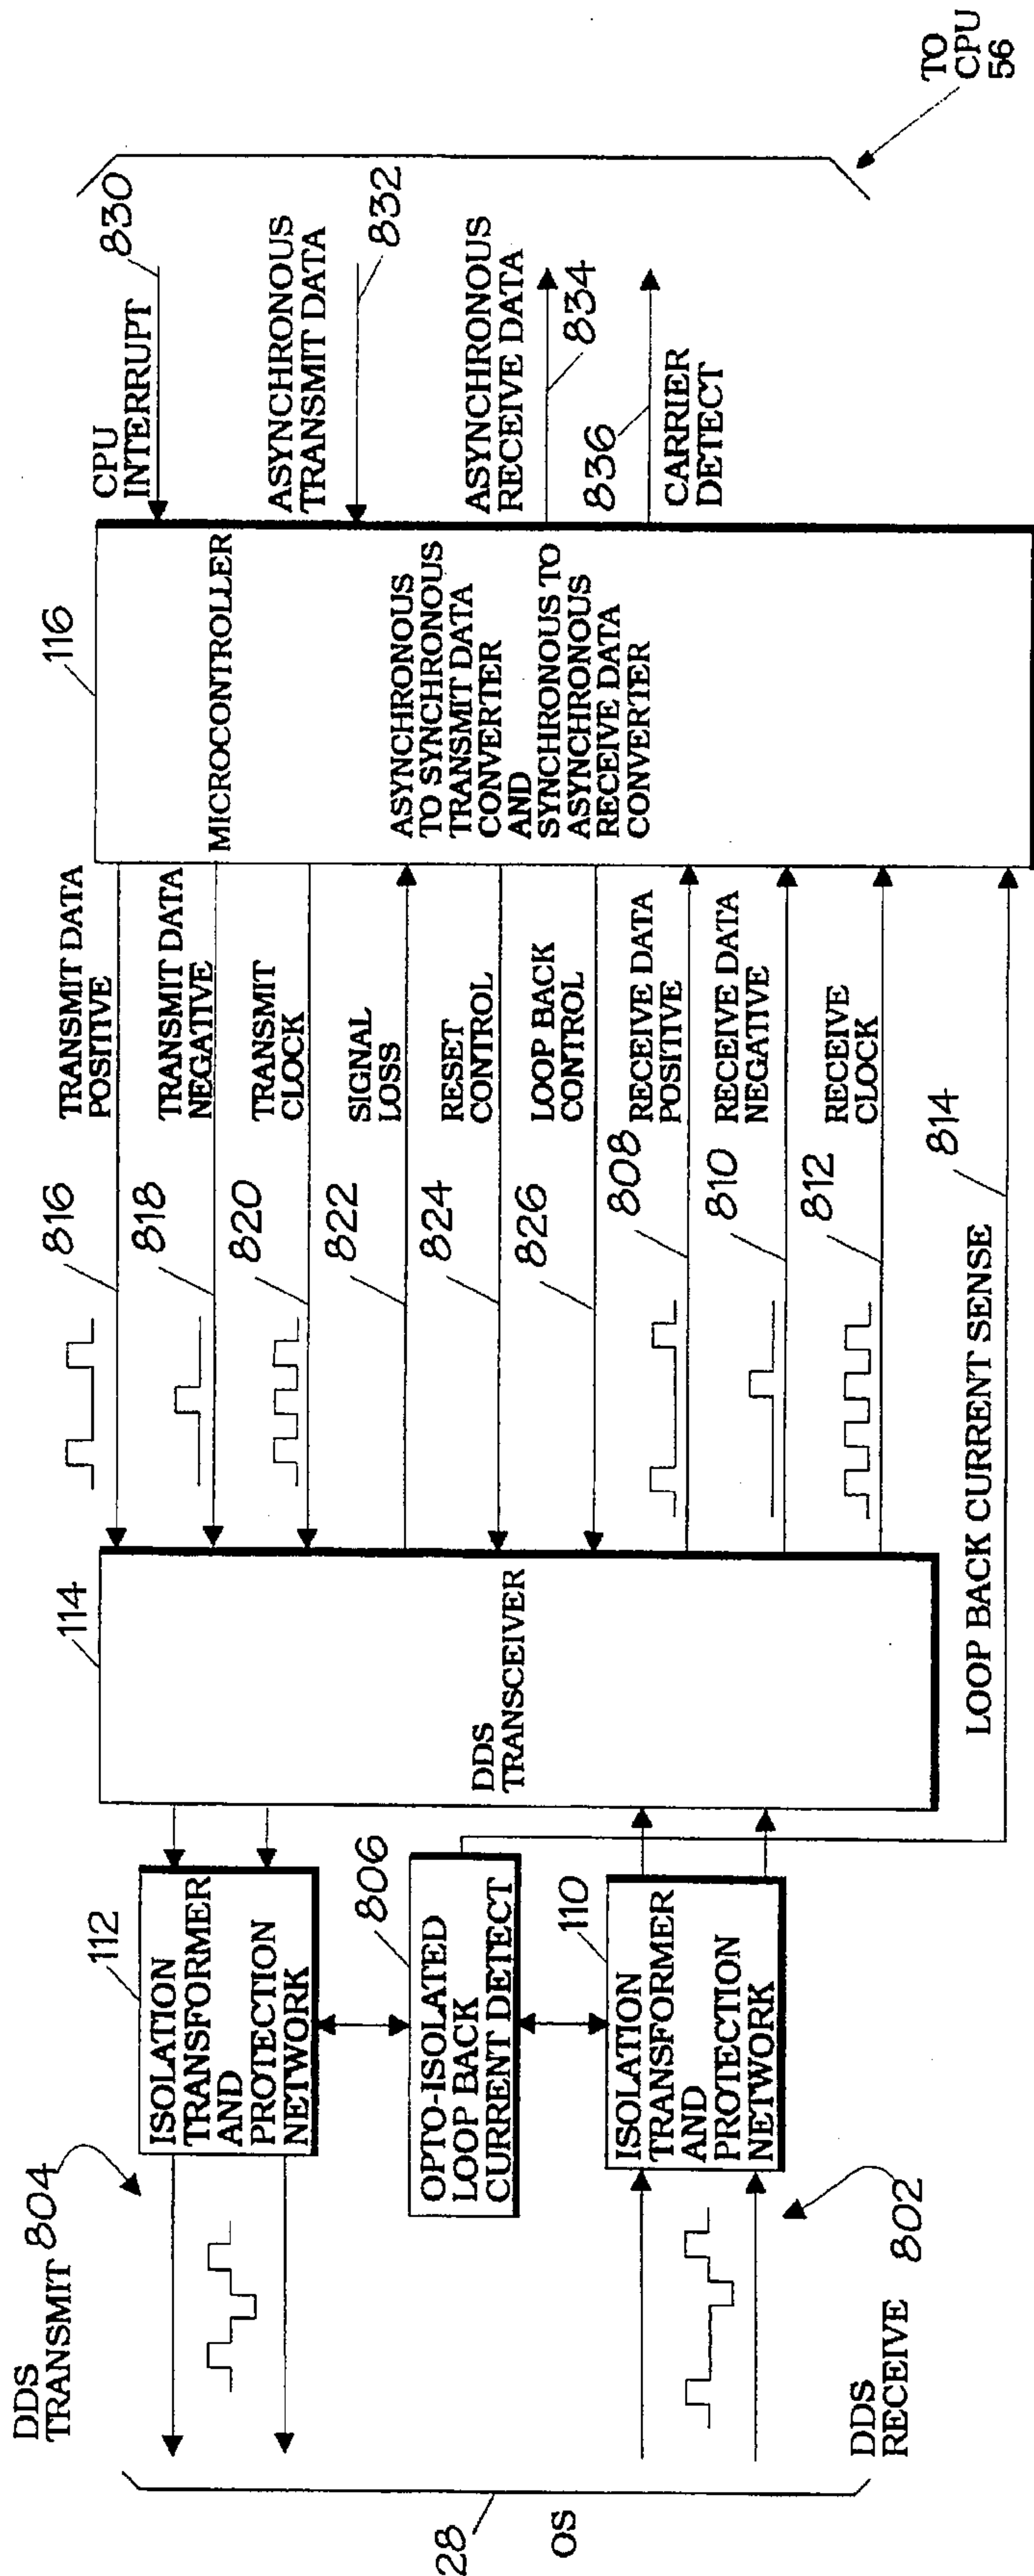 DDS
TRANSMIT
804
28
OS
DDS
RECEIVE
802
112
ISOLATION
TRANSFORMER
AND
PROTECTION
NETWORK
806
OPTO-ISOLATED
LOOP BACK
CURRENT DETECT
110
ISOLATION
TRANSFORMER
AND
PROTECTION
NETWORK
114
DDS
TRANSCEIVER
816
TRANSMIT DATA
POSITIVE
818
TRANSMIT DATA
NEGATIVE
820
TRANSMIT
CLOCK
822
SIGNAL
LOSS
824
RESET
CONTROL
826
LOOP BACK
CONTROL
808
RECEIVE DATA
POSITIVE
810
RECEIVE DATA
NEGATIVE
812
RECEIVE
CLOCK
814
LOOP BACK CURRENT SENSE
116
MICROCONTROLLER
ASYNCHRONOUS
TO SYNCHRONOUS
TRANSMIT DATA
CONVERTER
AND
SYNCHRONOUS TO
ASYNCHRONOUS
RECEIVE DATA
CONVERTER
CPU
INTERRUPT
830
ASYNCHRONOUS
TRANSMIT DATA
832
ASYNCHRONOUS
RECEIVE DATA
834
836
CARRIER
DETECT
TO
CPU
56